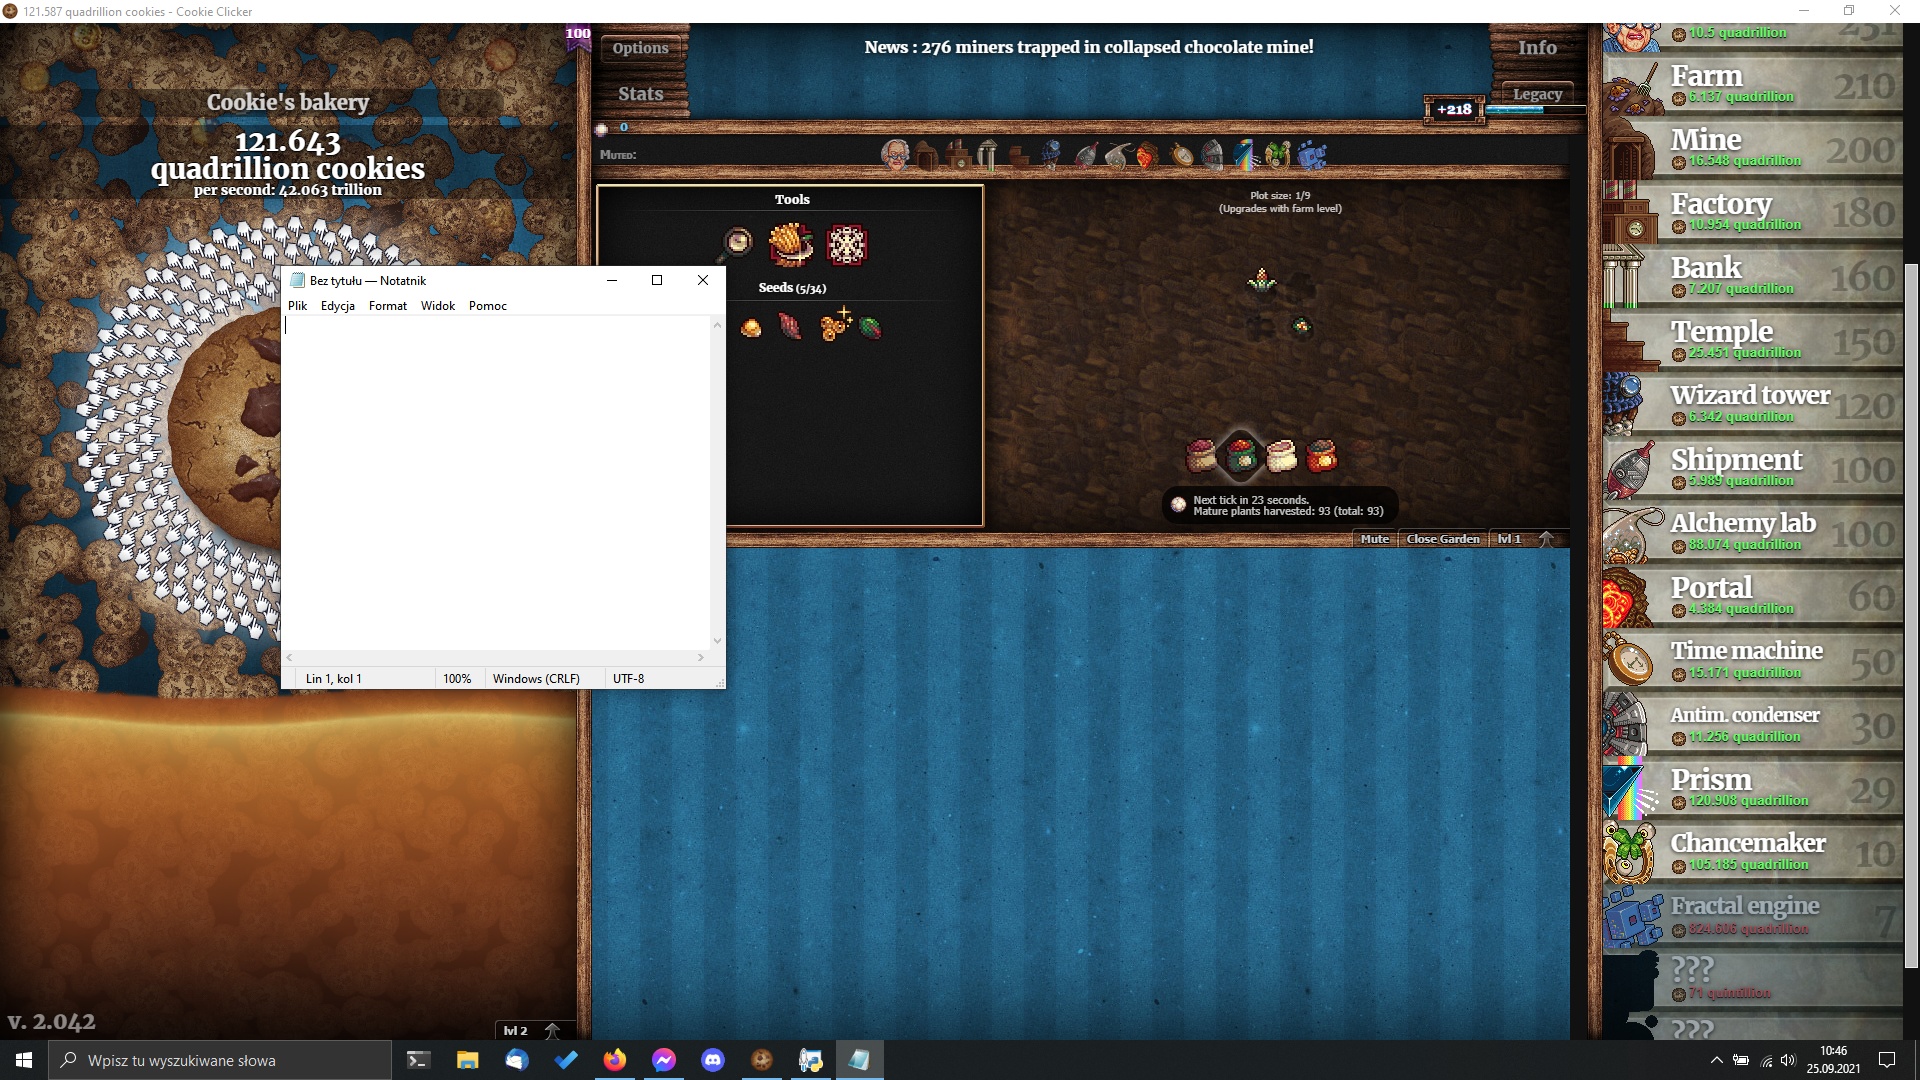 121.587 quadrillion cookies - Cookie Clicker
100
Options
Stats
News : 276 miners trapped in collapsed chocolate mine!
Info
Legacy
+218
Cookie's bakery
121.643
quadrillion cookies
per second: 42.063 trillion
0
Muted:
Tools
Seeds (5/34)
Plot size: 1/9
(Upgrades with farm level)
Next tick in 23 seconds.
Mature plants harvested: 93 (total: 93)
Mute
Close Garden
lvl 1
Bez tytułu — Notatnik
Plik
Edycja
Format
Widok
Pomoc
Lin 1, kol 1
100%
Windows (CRLF)
UTF-8
10.5 quadrillion
231
Farm
6.137 quadrillion
210
Mine
16.548 quadrillion
200
Factory
10.954 quadrillion
180
Bank
7.207 quadrillion
160
Temple
25.451 quadrillion
150
Wizard tower
6.342 quadrillion
120
Shipment
5.989 quadrillion
100
Alchemy lab
88.074 quadrillion
100
Portal
4.384 quadrillion
60
Time machine
15.171 quadrillion
50
Antim. condenser
11.256 quadrillion
30
Prism
120.908 quadrillion
29
Chancemaker
105.185 quadrillion
10
Fractal engine
824.606 quadrillion
7
???
71 quintillion
???
v. 2.042
lvl 2
Wpisz tu wyszukiwane słowa
10:46
25.09.2021